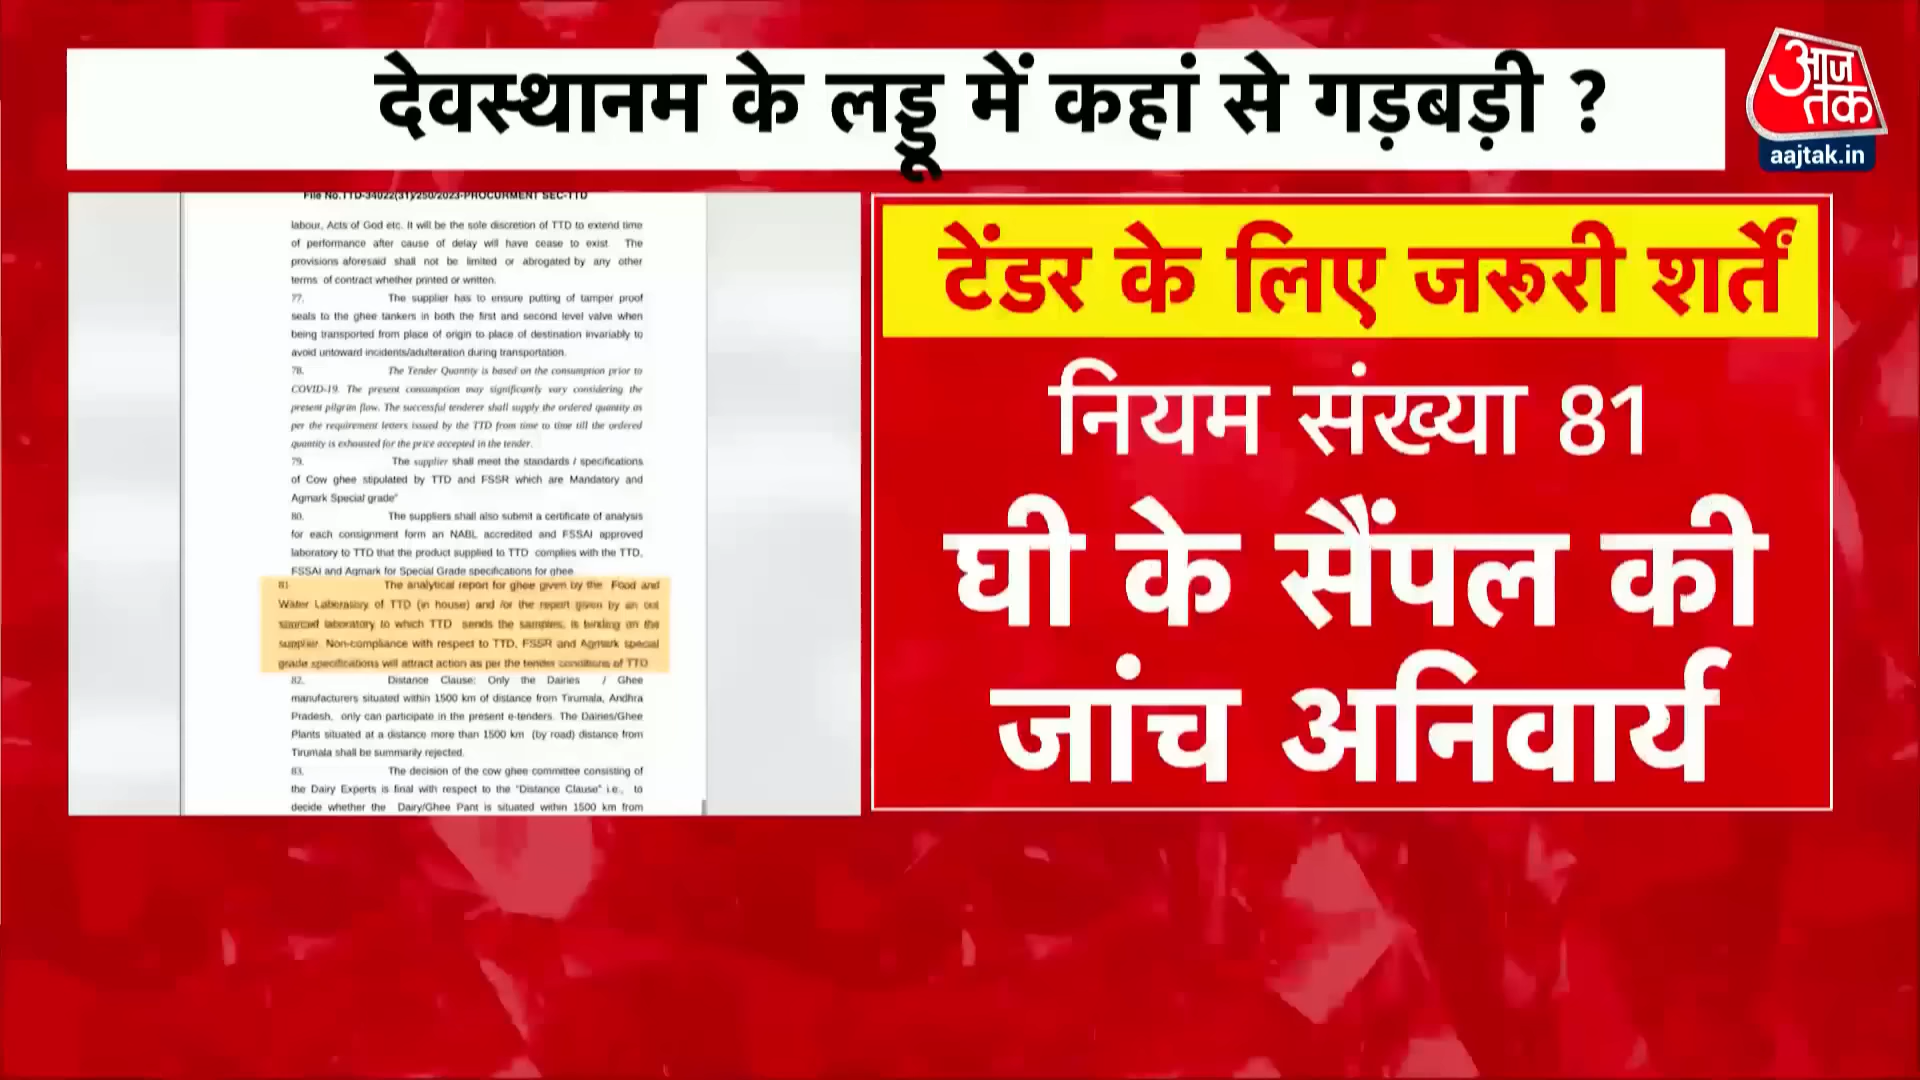 देवस्थानम के लड्डू में कहां से गड़बड़ी ?
आज
तक
aajtak.in
File No.TTD-34022(31)/250/2023-PROCURMENT SEC-TTD
labour, Acts of God etc. It will be the sole discretion of TTD to extend time
of performance after cause of delay will have cease to exist. The
provisions aforesaid shall not be limited or abrogated by any other
terms of contract whether printed or written.
77. The supplier has to ensure putting of tamper proof
seals to the ghee tankers in both the first and second level valve when
being transported from place of origin to place of destination invariably to
avoid untoward incidents/adulteration during transportation.
78. The Tender Quantity is based on the consumption prior to
COVID-19. The present consumption may significantly vary considering the
present pilgrim flow. The successful tenderer shall supply the ordered quantity as
per the requirement letters issued by the TTD from time to time till the ordered
quantity is exhausted for the price accepted in the tender.
79. The supplier shall meet the standards / specifications
of Cow ghee stipulated by TTD and FSSR which are Mandatory and
Agmark Special grade"
80. The suppliers shall also submit a certificate of analysis
for each consignment form an NABL accredited and FSSAI approved
laboratory to TTD that the product supplied to TTD complies with the TTD,
FSSAI and Agmark for Special Grade specifications for ghee
81. The analytical report for ghee given by the Food and
Water Laboratory of TTD (in house) and /or the report given by an out
sourced laboratory to which TTD sends the samples, is binding on the
supplier. Non-compliance with respect to TTD, FSSR and Agmark special
grade specifications will attract action as per the tender conditions of TTD
82. Distance Clause: Only the Dairies / Ghee
manufacturers situated within 1500 km of distance from Tirumala, Andhra
Pradesh, only can participate in the present e-tenders. The Dairies/Ghee
Plants situated at a distance more than 1500 km (by road) distance from
Tirumala shall be summarily rejected.
83. The decision of the cow ghee committee consisting of
the Dairy Experts is final with respect to the "Distance Clause" i.e., to
decide whether the Dairy/Ghee Pant is situated within 1500 km from
टेंडर के लिए जरूरी शर्तें
नियम संख्या 81
घी के सैंपल की
जांच अनिवार्य